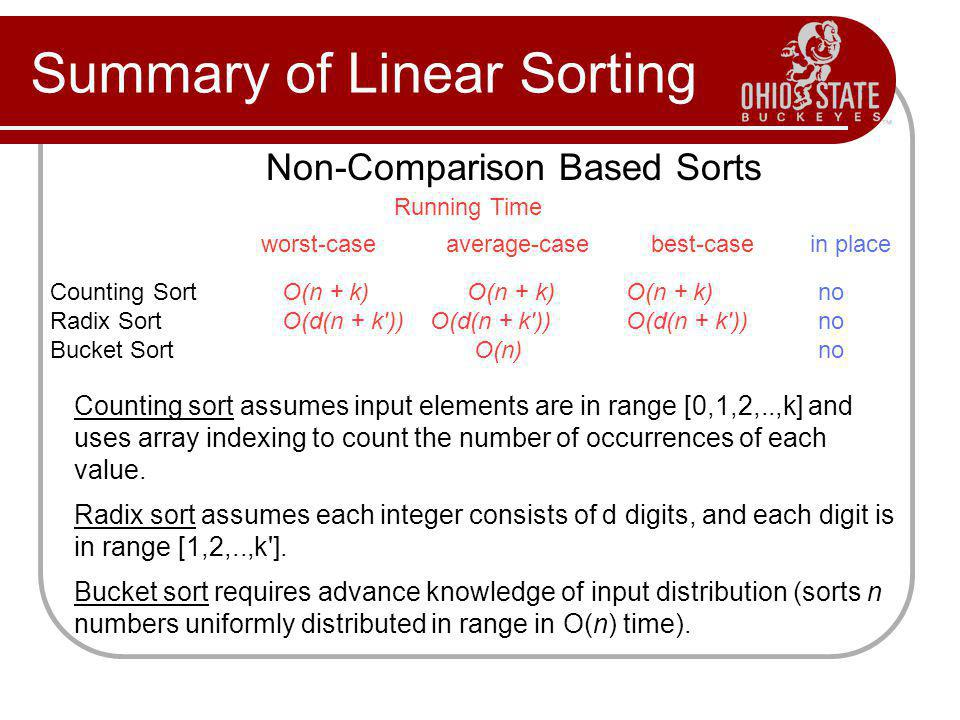 Summary of Linear Sorting
OHIO STATE
BUCKEYES™
Non-Comparison Based Sorts
Running Time
worst-case average-case best-case in place
Counting Sort O(n + k) O(n + k) O(n + k) no
Radix Sort O(d(n + k')) O(d(n + k')) O(d(n + k')) no
Bucket Sort O(n) no
Counting sort assumes input elements are in range [0,1,2,..,k] and
uses array indexing to count the number of occurrences of each
value.
Radix sort assumes each integer consists of d digits, and each digit is
in range [1,2,..,k'].
Bucket sort requires advance knowledge of input distribution (sorts n
numbers uniformly distributed in range in O(n) time).